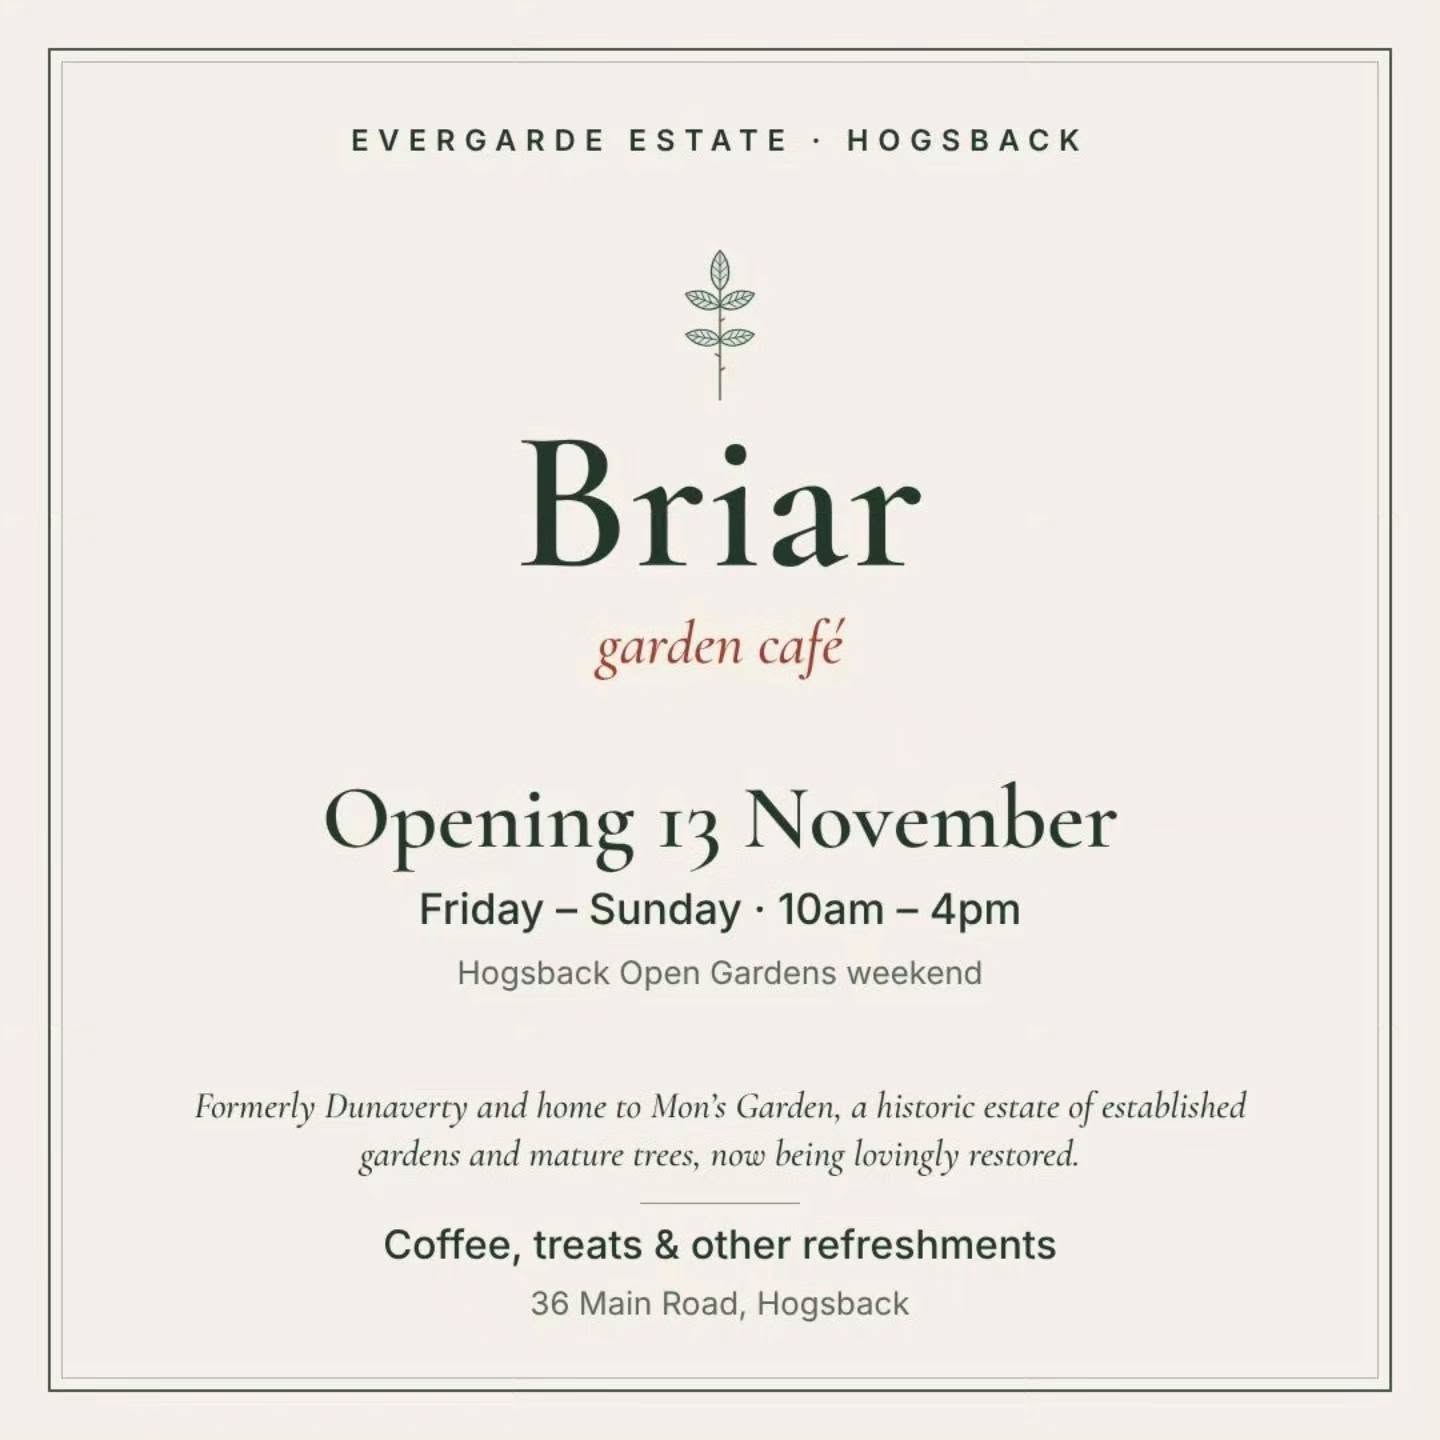 EVERGARDE ESTATE · HOGSBACK
Briar
garden café
Opening 13 November
Friday – Sunday · 10am – 4pm
Hogsback Open Gardens weekend
Formerly Dunaverty and home to Mon’s Garden, a historic estate of established
gardens and mature trees, now being lovingly restored.
Coffee, treats & other refreshments
36 Main Road, Hogsback